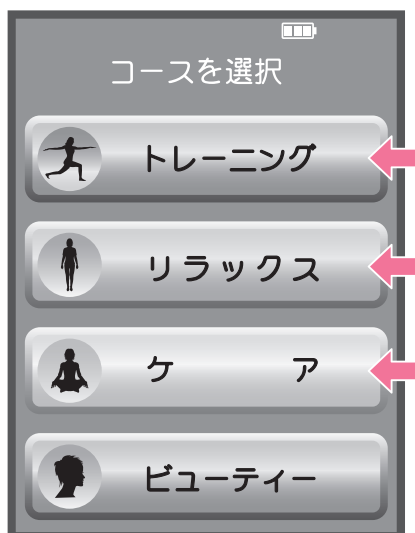 コースを選択
トレーニング
リラックス
ケア
ビューティー